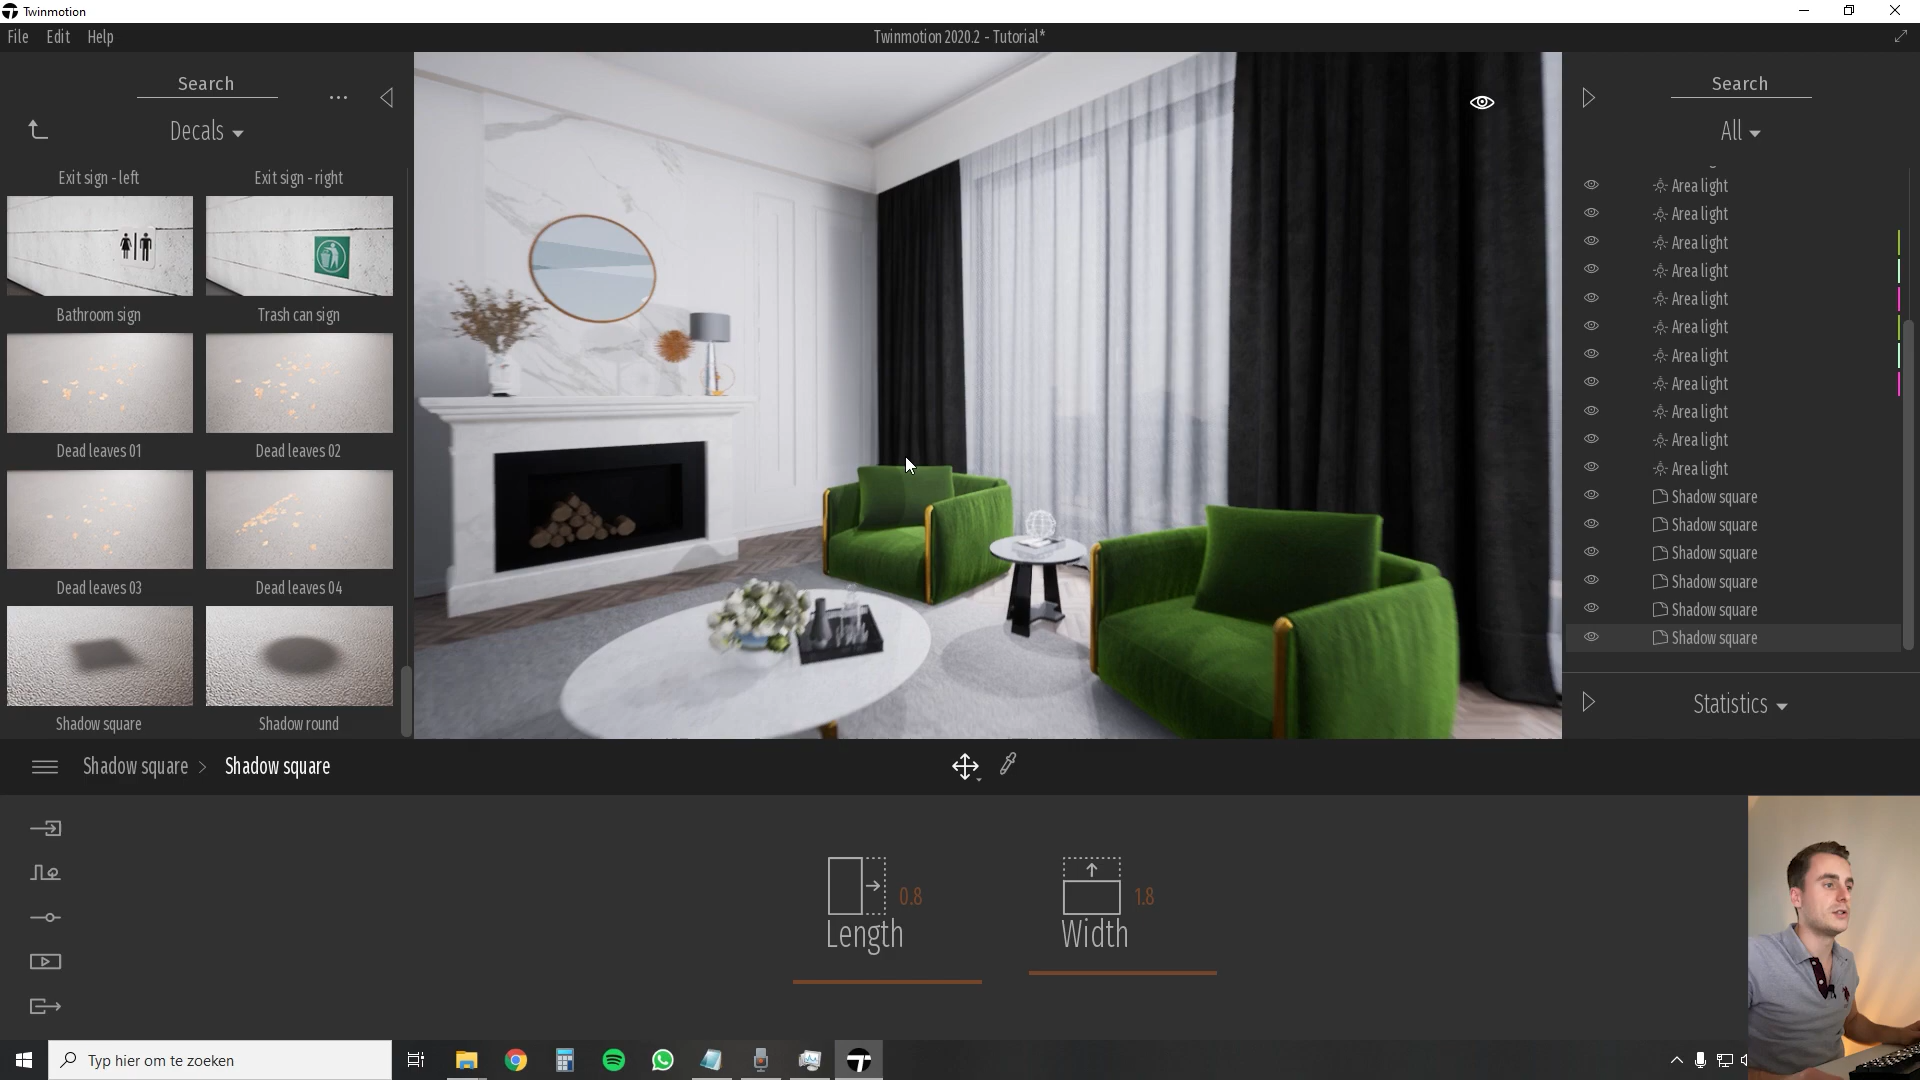 Twinmotion
File Edit Help
Twinmotion 2020.2 - Tutorial*
Search
...
Decals
Exit sign - left
Exit sign - right
Bathroom sign
Trash can sign
Dead leaves 01
Dead leaves 02
Dead leaves 03
Dead leaves 04
Shadow square
Shadow round
Search
All
Area light
Area light
Area light
Area light
Area light
Area light
Area light
Area light
Area light
Area light
Area light
Shadow square
Shadow square
Shadow square
Shadow square
Shadow square
Shadow square
Statistics
Shadow square > Shadow square
0.8
Length
1.8
Width
Typ hier om te zoeken